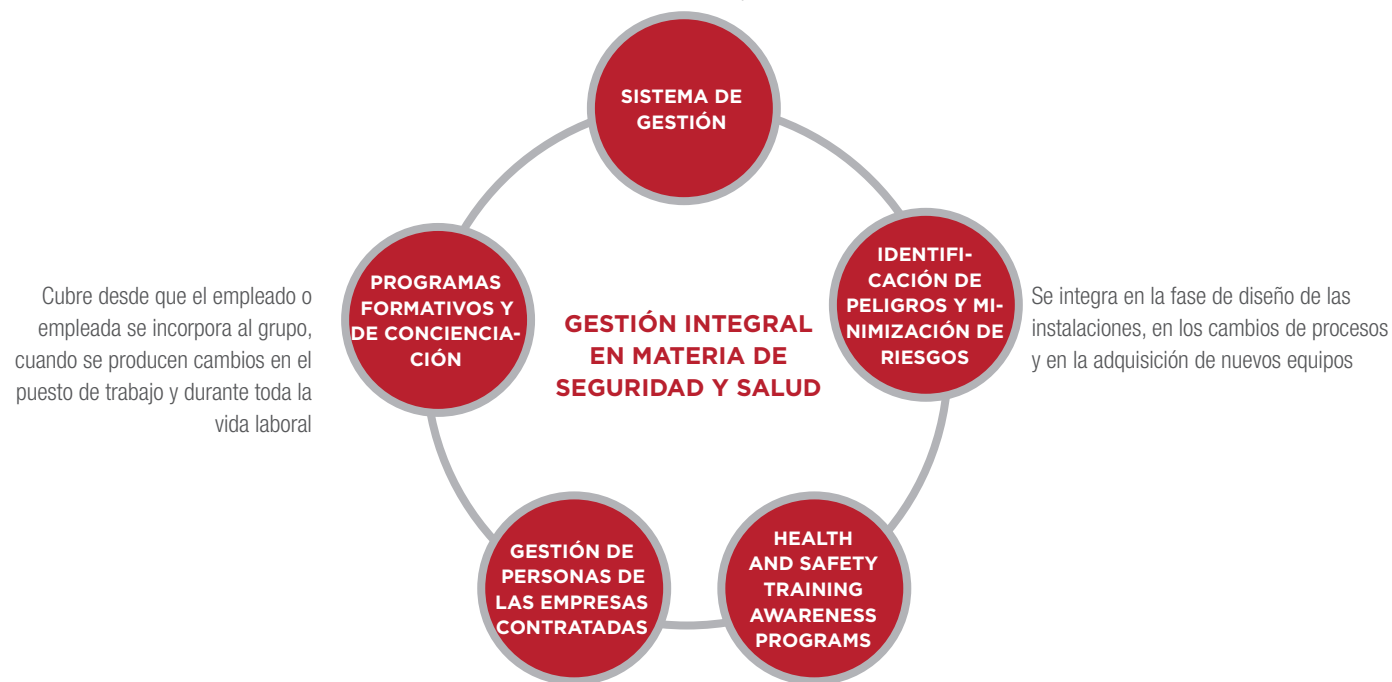 SISTEMA DE
GESTIÓN
IDENTIFI-
CACIÓN DE
PELIGROS Y MI-
NIMIZACIÓN DE
RIESGOS
Se integra en la fase de diseño de las
instalaciones, en los cambios de procesos
y en la adquisición de nuevos equipos
PROGRAMAS
FORMATIVOS Y
DE CONCIENCIA-
CIÓN
Cubre desde que el empleado o
empleada se incorpora al grupo,
cuando se producen cambios en el
puesto de trabajo y durante toda la
vida laboral
GESTIÓN INTEGRAL
EN MATERIA DE
SEGURIDAD Y SALUD
GESTIÓN DE
PERSONAS DE
LAS EMPRESAS
CONTRATADAS
HEALTH
AND SAFETY
TRAINING
AWARENESS
PROGRAMS